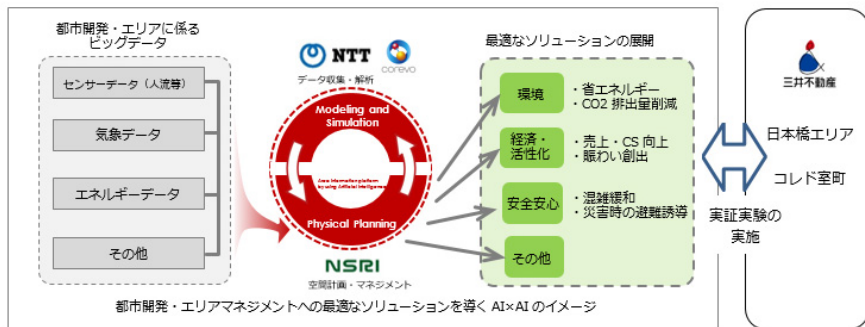 都市開発・エリアに係る
ビッグデータ
センサーデータ（人流等）
気象データ
エネルギーデータ
その他
NTT
corevo
データ収集・解析
Modeling and
Simulation
Area Information platform
by using Artificial Intelligence
Physical Planning
NSRI
空間計画・マネジメント
最適なソリューションの展開
環境
・省エネルギー
・CO2 排出量削減
経済・
活性化
・売上・CS 向上
・賑わい創出
安全安心
・混雑緩和
・災害時の避難誘導
その他
都市開発・エリアマネジメントへの最適なソリューションを導く AI×AI のイメージ
三井不動産
日本橋エリア
コレド室町
実証実験の
実施